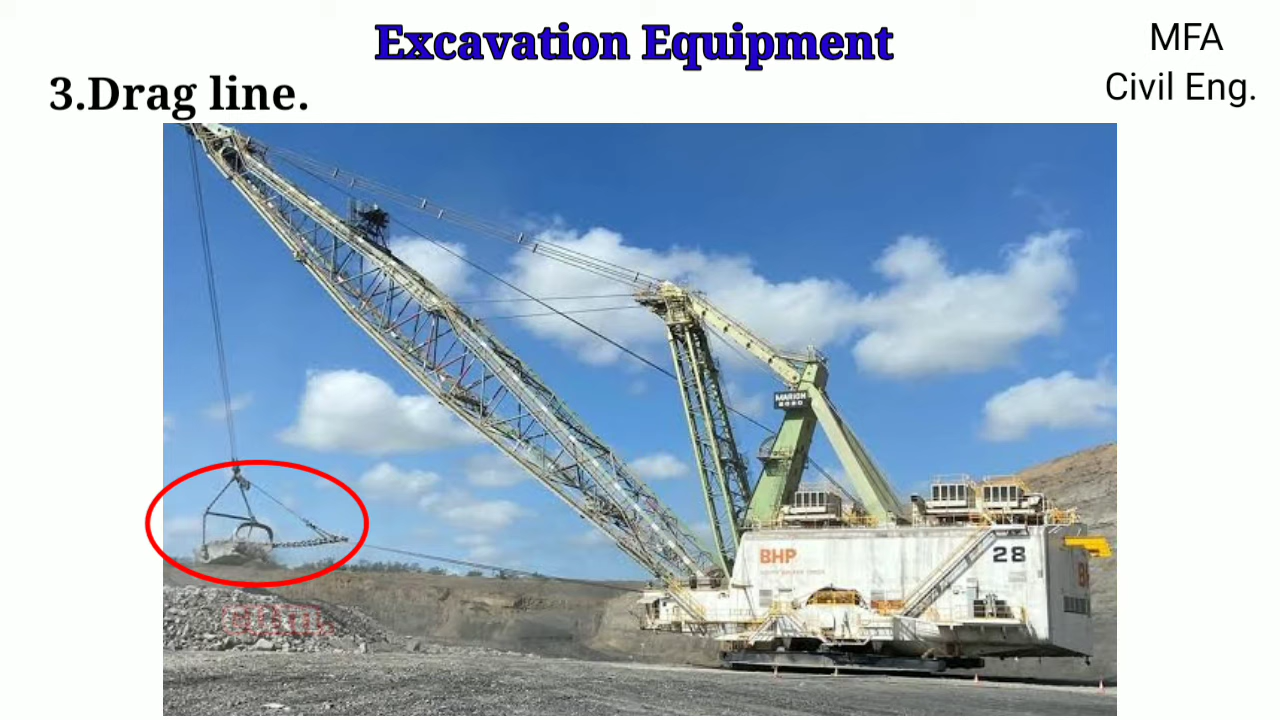 Excavation Equipment
MFA
Civil Eng.
3.Drag line.
MARION
BHP
28